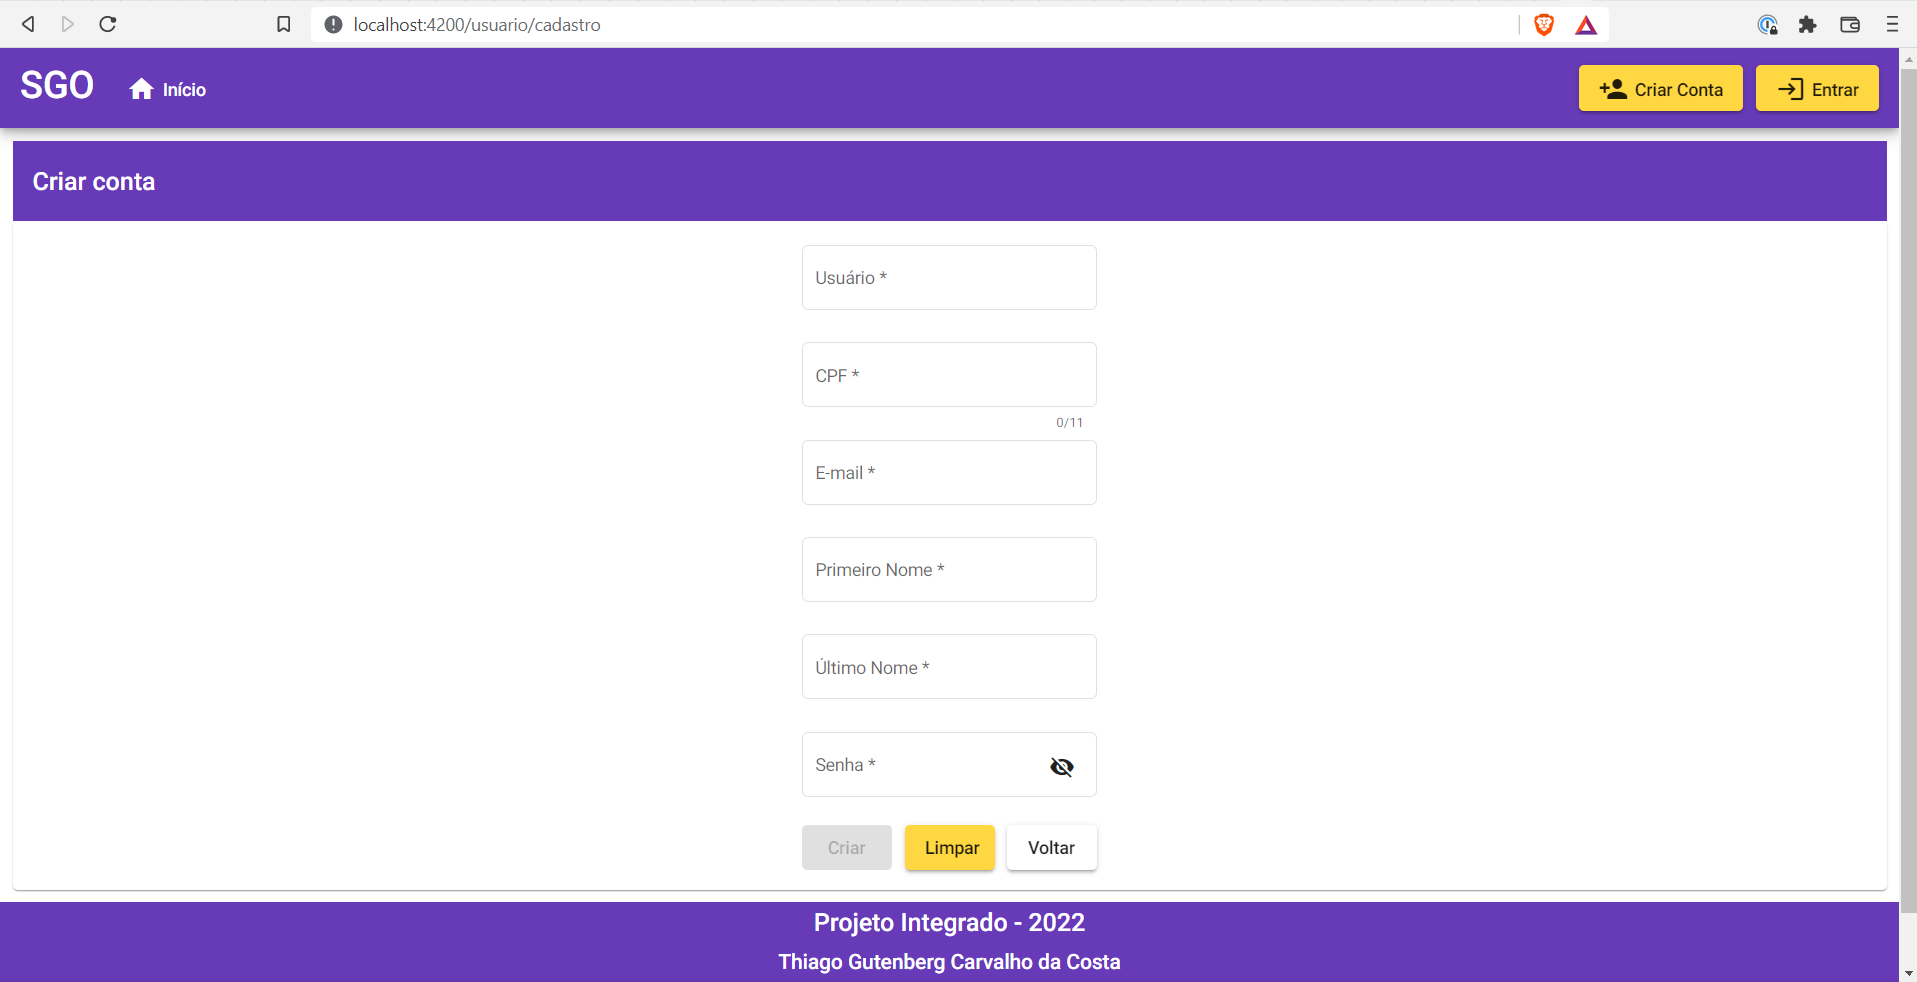 localhost:4200/usuario/cadastro
SGO Início Criar Conta Entrar
Criar conta
Usuário *
CPF *
0/11
E-mail *
Primeiro Nome *
Último Nome *
Senha *
Criar Limpar Voltar
Projeto Integrado - 2022
Thiago Gutenberg Carvalho da Costa